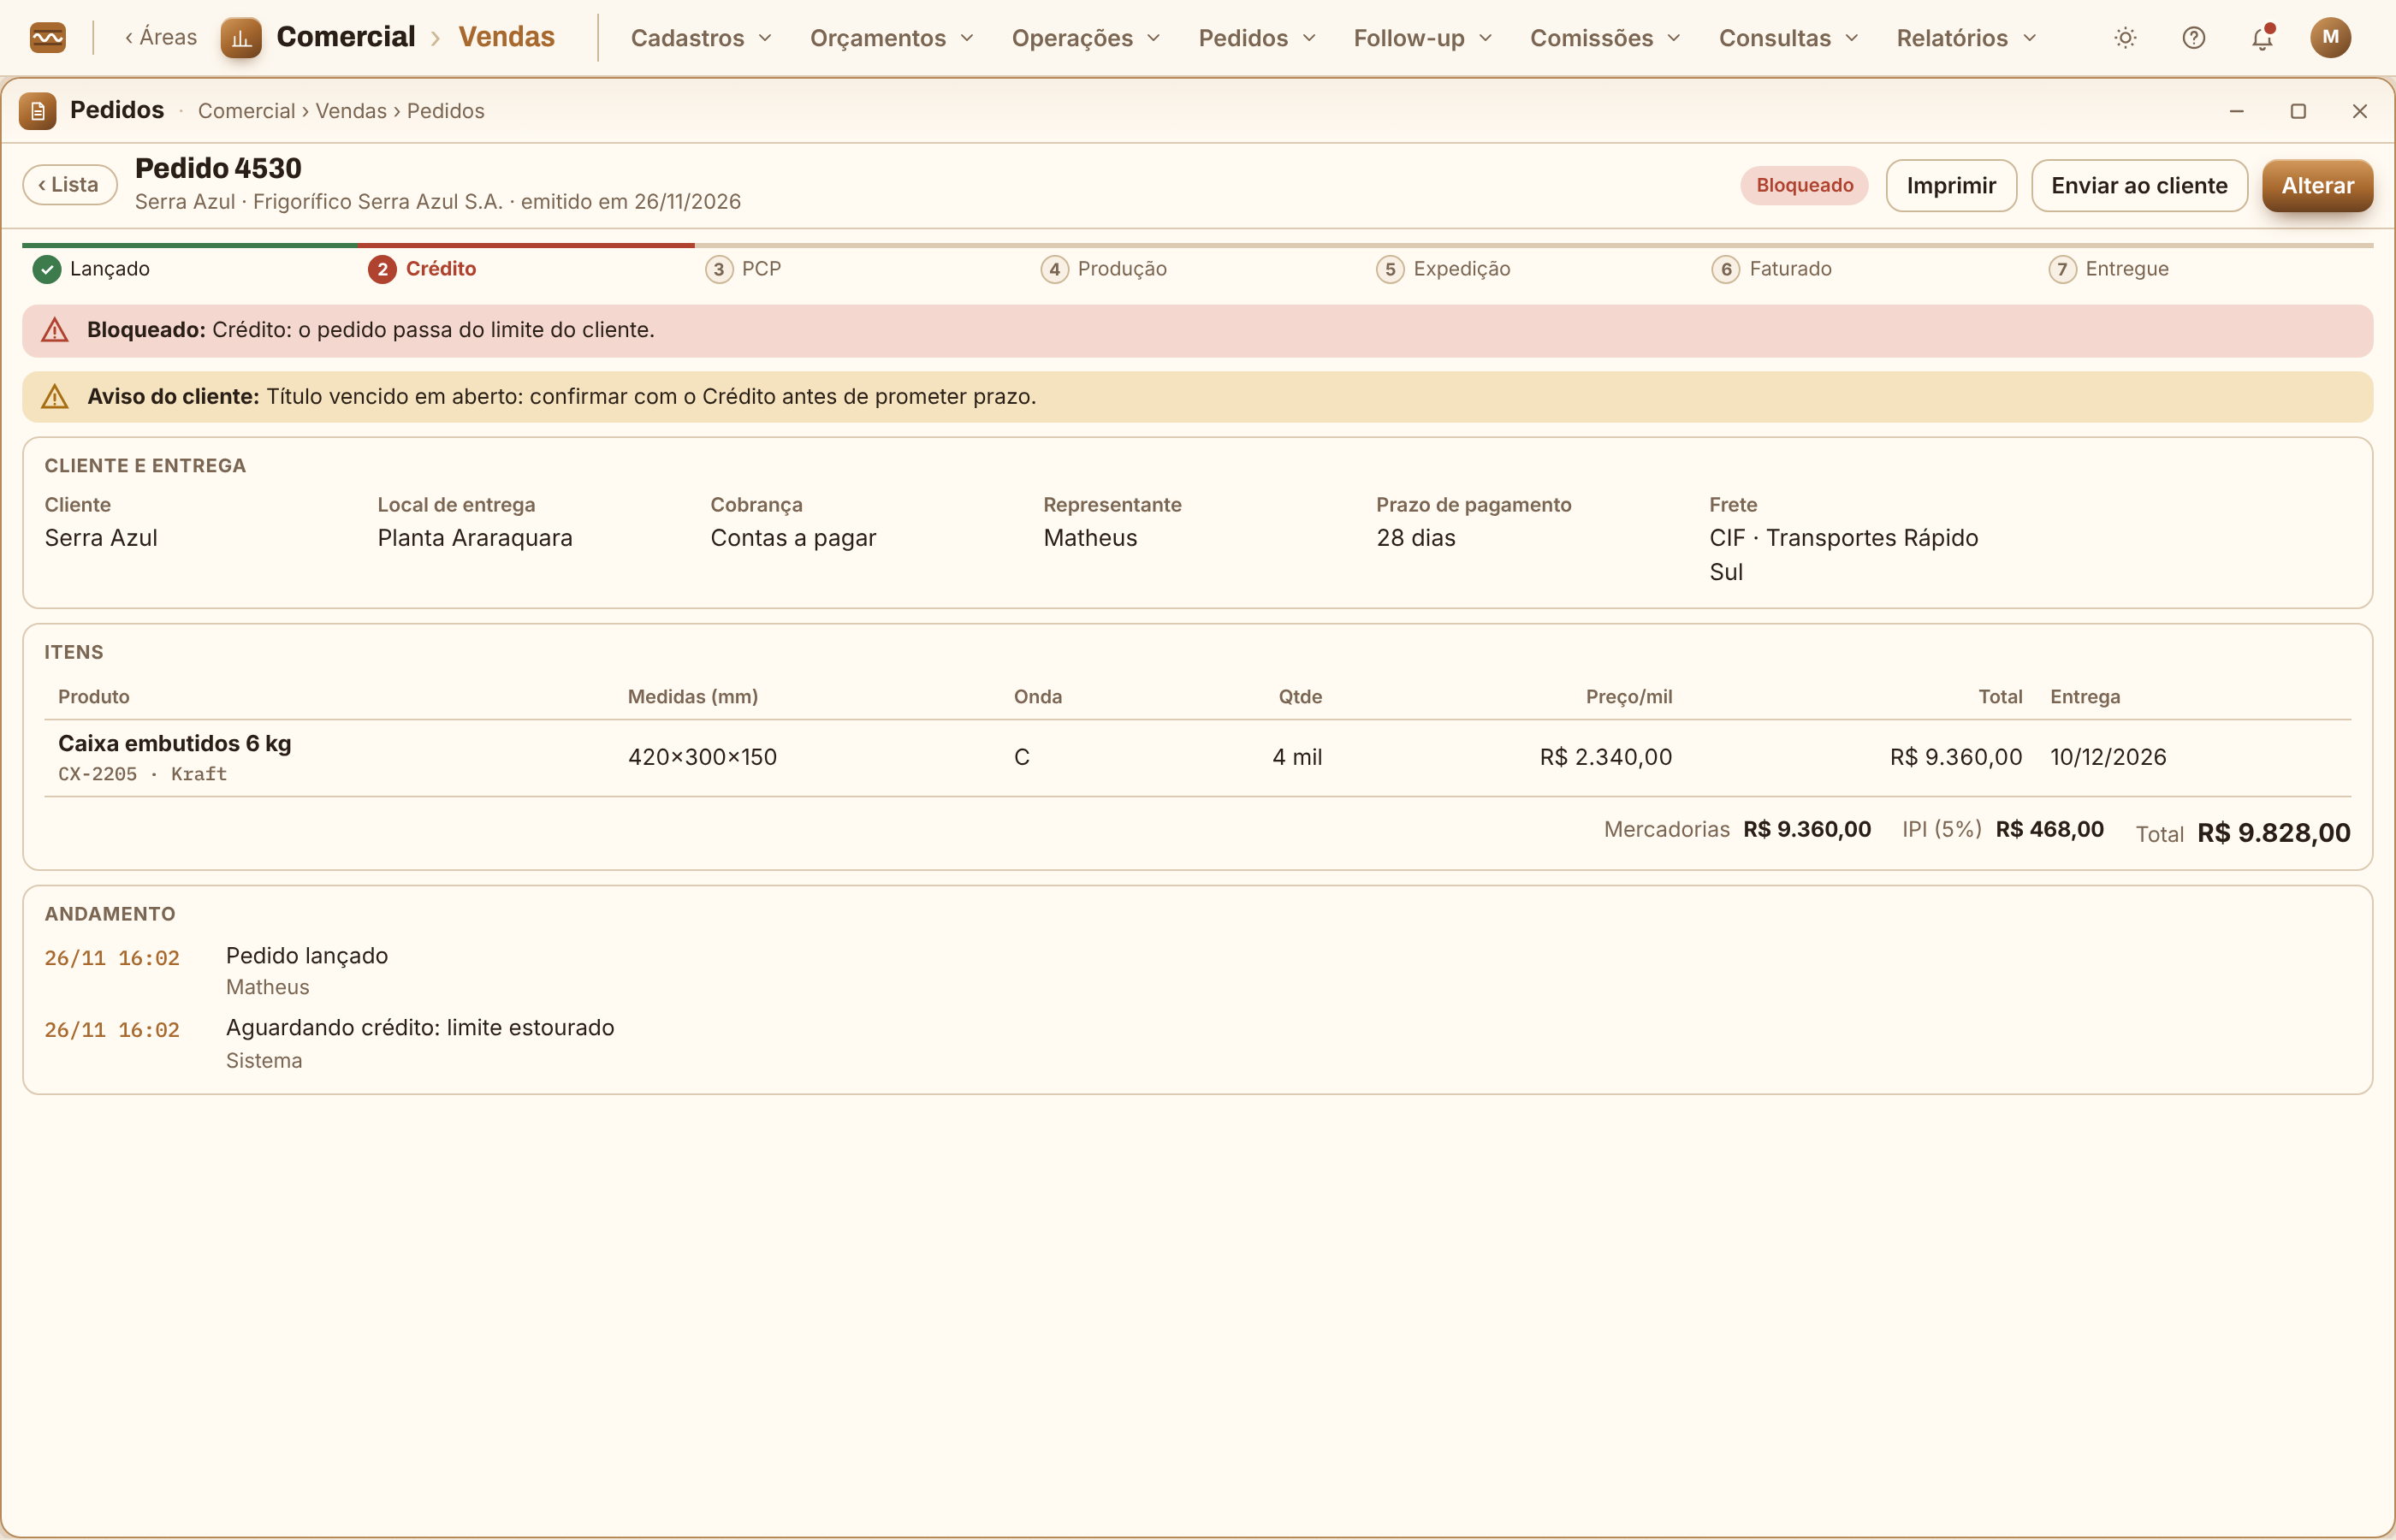 ‹ Áreas Comercial › Vendas Cadastros Orçamentos Operações Pedidos Follow-up Comissões Consultas Relatórios M
Pedidos · Comercial › Vendas › Pedidos
‹ Lista
Pedido 4530
Serra Azul · Frigorífico Serra Azul S.A. · emitido em 26/11/2026
Bloqueado Imprimir Enviar ao cliente Alterar
Lançado 2 Crédito 3 PCP 4 Produção 5 Expedição 6 Faturado 7 Entregue
Bloqueado: Crédito: o pedido passa do limite do cliente.
Aviso do cliente: Título vencido em aberto: confirmar com o Crédito antes de prometer prazo.
CLIENTE E ENTREGA
Cliente Local de entrega Cobrança Representante Prazo de pagamento Frete
Serra Azul Planta Araraquara Contas a pagar Matheus 28 dias CIF · Transportes Rápido
Sul
ITENS
Produto Medidas (mm) Onda Qtde Preço/mil Total Entrega
Caixa embutidos 6 kg 420×300×150 C 4 mil R$ 2.340,00 R$ 9.360,00 10/12/2026
CX-2205 · Kraft
Mercadorias R$ 9.360,00 IPI (5%) R$ 468,00 Total R$ 9.828,00
ANDAMENTO
26/11 16:02 Pedido lançado
Matheus
26/11 16:02 Aguardando crédito: limite estourado
Sistema